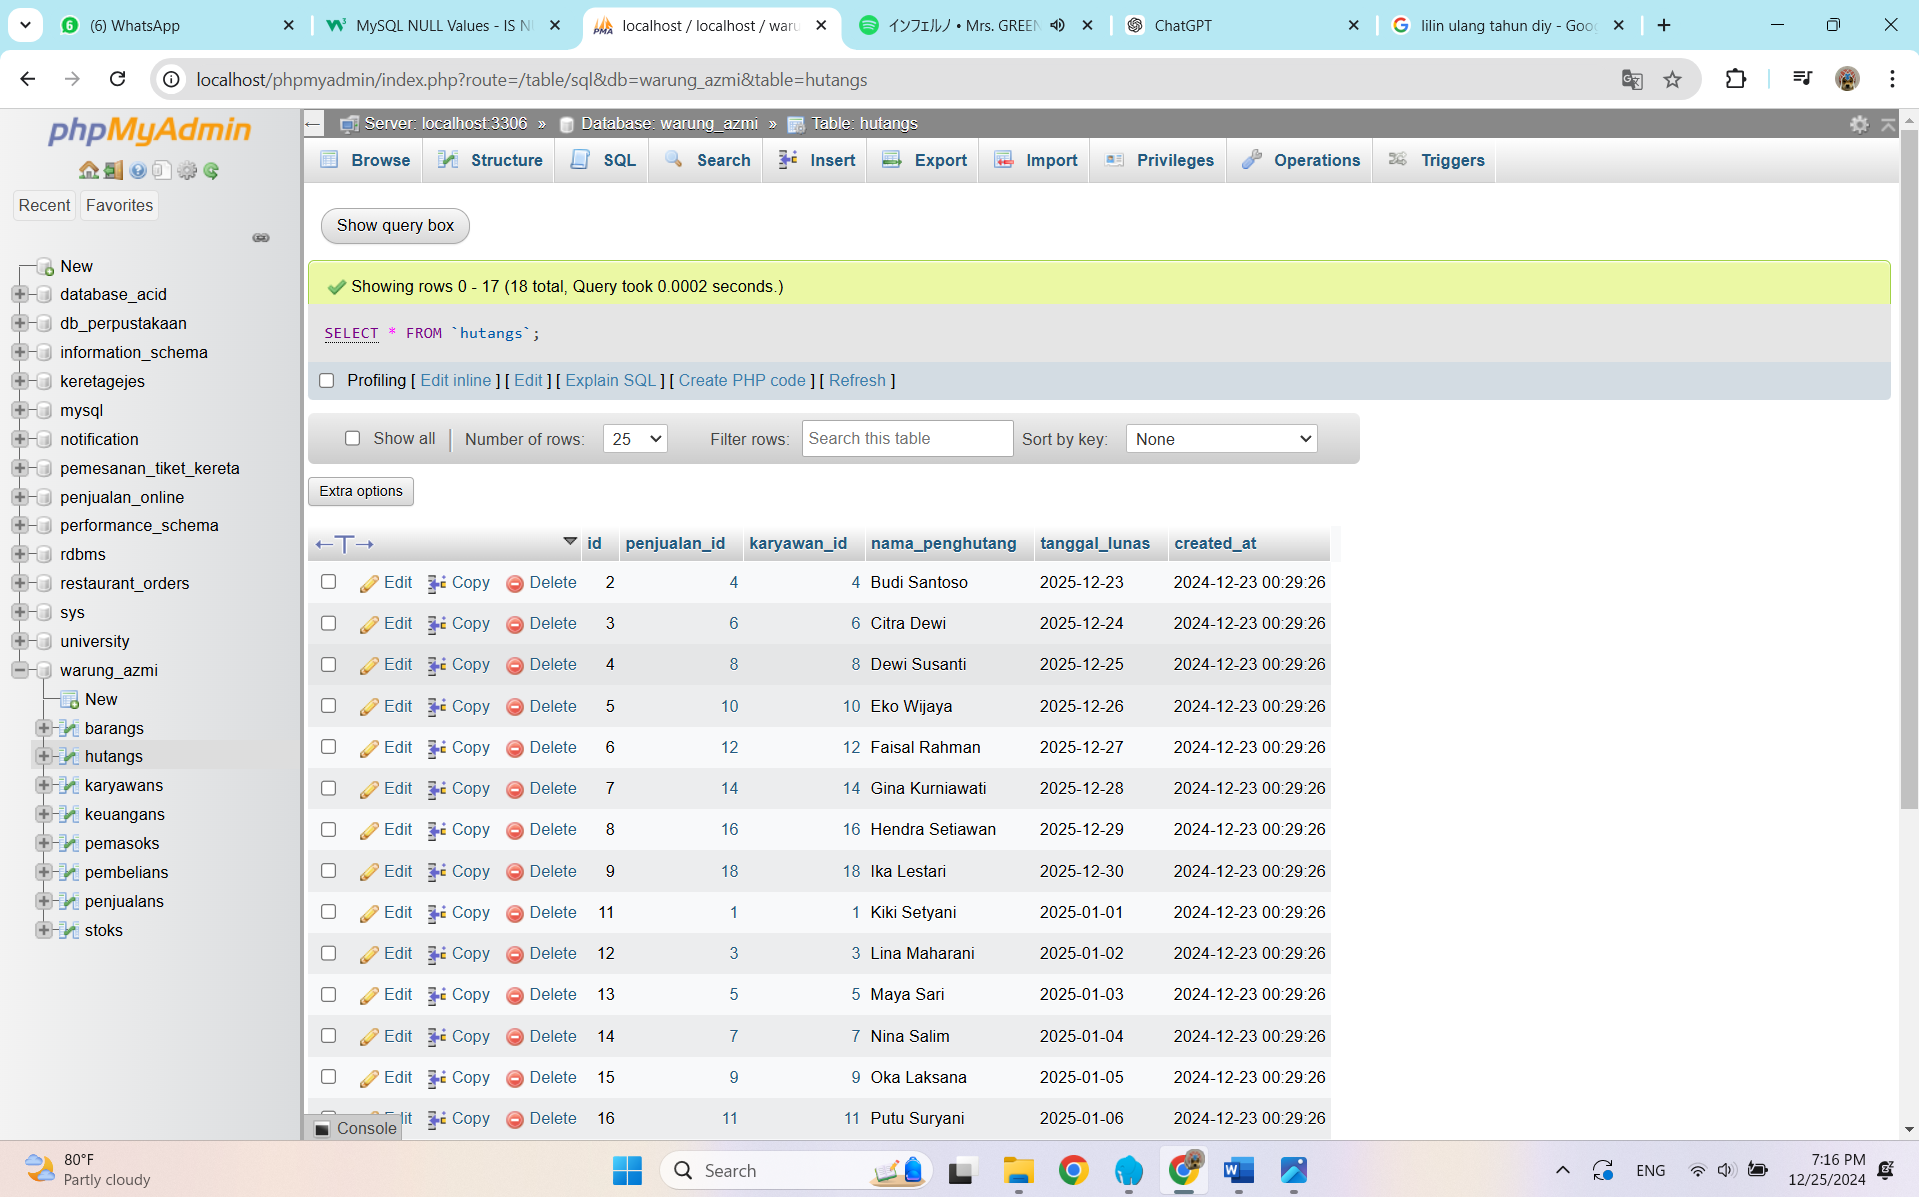 (6) WhatsApp
MySQL NULL Values - IS N
localhost / localhost / waru
インフェルノ • Mrs. GREEN
ChatGPT
lilin ulang tahun diy - Goo
localhost/phpmyadmin/index.php?route=/table/sql&db=warung_azmi&table=hutangs
phpMyAdmin
Recent Favorites
New
database_acid
db_perpustakaan
information_schema
keretagejes
mysql
notification
pemesanan_tiket_kereta
penjualan_online
performance_schema
rdbms
restaurant_orders
sys
university
warung_azmi
New
barangs
hutangs
karyawans
keuangans
pemasoks
pembelians
penjualans
stoks
Server: localhost:3306 » Database: warung_azmi » Table: hutangs
Browse Structure SQL Search Insert Export Import Privileges Operations Triggers
Show query box
Showing rows 0 - 17 (18 total, Query took 0.0002 seconds.)
SELECT * FROM `hutangs`;
Profiling [ Edit inline ] [ Edit ] [ Explain SQL ] [ Create PHP code ] [ Refresh ]
Show all | Number of rows: 25 Filter rows: Search this table Sort by key: None
Extra options
id penjualan_id karyawan_id nama_penghutang tanggal_lunas created_at
Edit Copy Delete 2 4 4 Budi Santoso 2025-12-23 2024-12-23 00:29:26
Edit Copy Delete 3 6 6 Citra Dewi 2025-12-24 2024-12-23 00:29:26
Edit Copy Delete 4 8 8 Dewi Susanti 2025-12-25 2024-12-23 00:29:26
Edit Copy Delete 5 10 10 Eko Wijaya 2025-12-26 2024-12-23 00:29:26
Edit Copy Delete 6 12 12 Faisal Rahman 2025-12-27 2024-12-23 00:29:26
Edit Copy Delete 7 14 14 Gina Kurniawati 2025-12-28 2024-12-23 00:29:26
Edit Copy Delete 8 16 16 Hendra Setiawan 2025-12-29 2024-12-23 00:29:26
Edit Copy Delete 9 18 18 Ika Lestari 2025-12-30 2024-12-23 00:29:26
Edit Copy Delete 11 1 1 Kiki Setyani 2025-01-01 2024-12-23 00:29:26
Edit Copy Delete 12 3 3 Lina Maharani 2025-01-02 2024-12-23 00:29:26
Edit Copy Delete 13 5 5 Maya Sari 2025-01-03 2024-12-23 00:29:26
Edit Copy Delete 14 7 7 Nina Salim 2025-01-04 2024-12-23 00:29:26
Edit Copy Delete 15 9 9 Oka Laksana 2025-01-05 2024-12-23 00:29:26
Edit Copy Delete 16 11 11 Putu Suryani 2025-01-06 2024-12-23 00:29:26
Console
80°F
Partly cloudy
Search
ENG
7:16 PM
12/25/2024